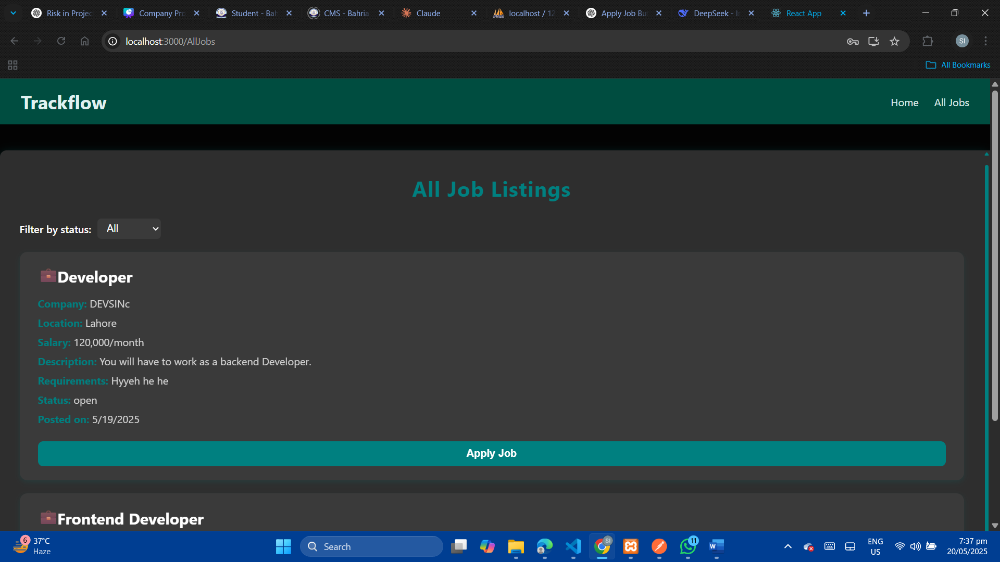 Risk in Projec
Company Pro
Student - Bah
CMS - Bahria
Claude
localhost / 12
Apply Job Bu
DeepSeek - In
React App
localhost:3000/AllJobs
SI
All Bookmarks
Trackflow
Home
All Jobs
All Job Listings
Filter by status:
All
Developer
Company: DEVSINc
Location: Lahore
Salary: 120,000/month
Description: You will have to work as a backend Developer.
Requirements: Hyyeh he he
Status: open
Posted on: 5/19/2025
Apply Job
Frontend Developer
6
37°C
Haze
Search
SI
11
W
ENG
US
7:37 pm
20/05/2025